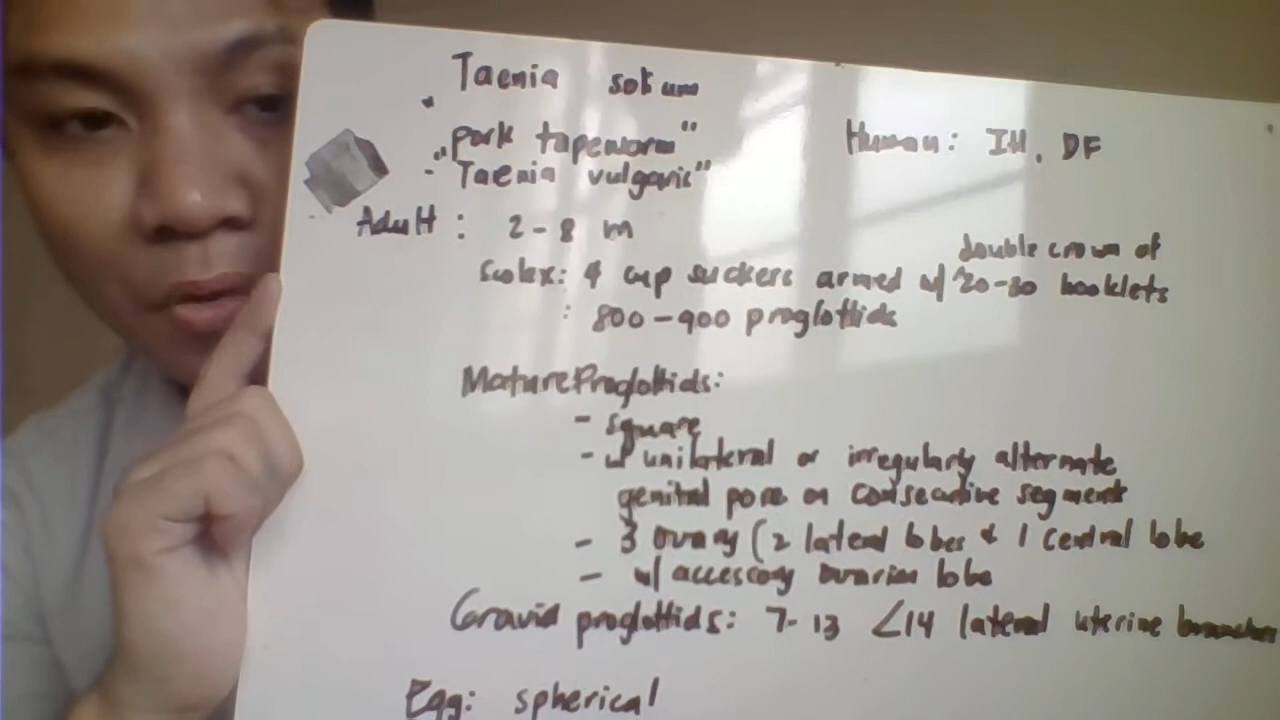 Taenia solium
"pork tapeworm"
- "Taenia vulgaris"
Human: IH, DF
Adult: 2-8 m
Scolex: 4 cup suckers armed w/ double crown of 20-30 hooklets
: 800-900 proglottids
Mature Proglottids:
- square
- w/ unilateral or irregularly alternate
genital pore on consecutive segments
- 3 ovary (2 lateral lobes & 1 central lobe
- w/ accessory ovarian lobe
Gravid proglottids: 7-13 <14 lateral uterine branches
Egg: spherical